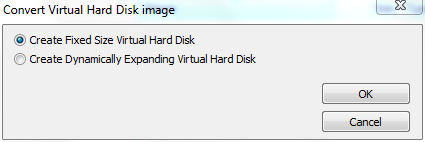 Convert Virtual Hard Disk image
Create Fixed Size Virtual Hard Disk
Create Dynamically Expanding Virtual Hard Disk
OK
Cancel